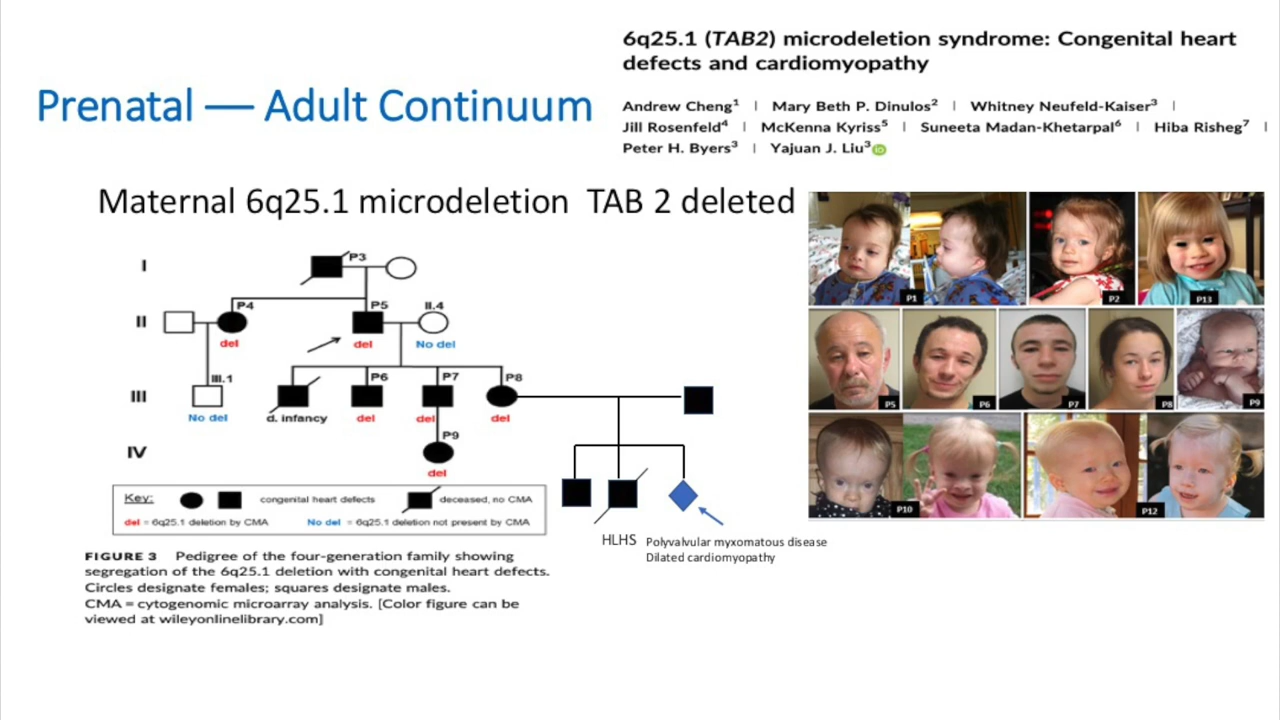 6q25.1 (TAB2) microdeletion syndrome: Congenital heart
defects and cardiomyopathy
Prenatal — Adult Continuum
Andrew Cheng1 | Mary Beth P. Dinulos2 | Whitney Neufeld-Kaiser3 |
Jill Rosenfeld4 | McKenna Kyriss5 | Suneeta Madan-Khetarpal6 | Hiba Risheg7 |
Peter H. Byers3 | Yajuan J. Liu3 iD
Maternal 6q25.1 microdeletion TAB 2 deleted
I
P3
P4
P5
II.4
II
del
del
No del
III.1
P6
P7
P8
III
No del
d. infancy
del
del
del
P9
IV
del
Key:
congenital heart defects
deceased, no CMA
del = 6q25.1 deletion by CMA
No del = 6q25.1 deletion not present by CMA
HLHS
Polyvalvular myxomatous disease
Dilated cardiomyopathy
FIGURE 3 Pedigree of the four-generation family showing
segregation of the 6q25.1 deletion with congenital heart defects.
Circles designate females; squares designate males.
CMA = cytogenomic microarray analysis. [Color figure can be
viewed at wileyonlinelibrary.com]
P1
P2
P13
P5
P6
P7
P8
P9
P10
P12